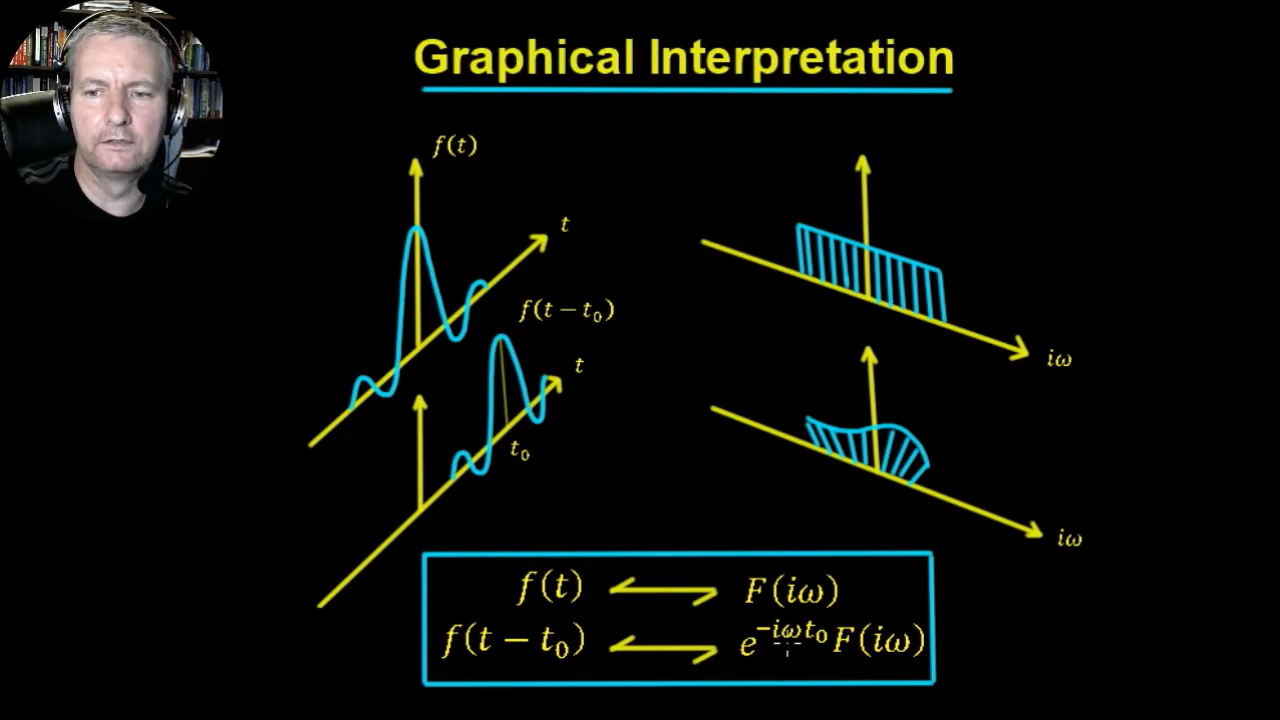 Graphical Interpretation
f(t)
t
f(t − t₀)
t
t₀
iω
iω
f(t) F(iω)
f(t − t₀) e^{−iωt₀}F(iω)